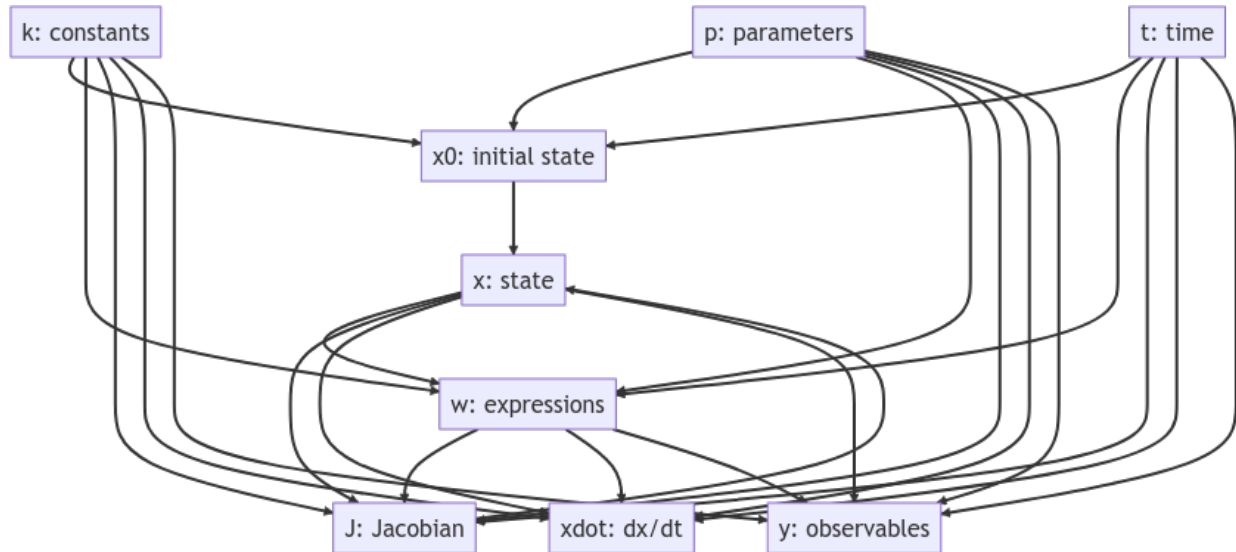 k: constants
p: parameters
t: time
x0: initial state
x: state
w: expressions
J: Jacobian
xdot: dx/dt
y: observables